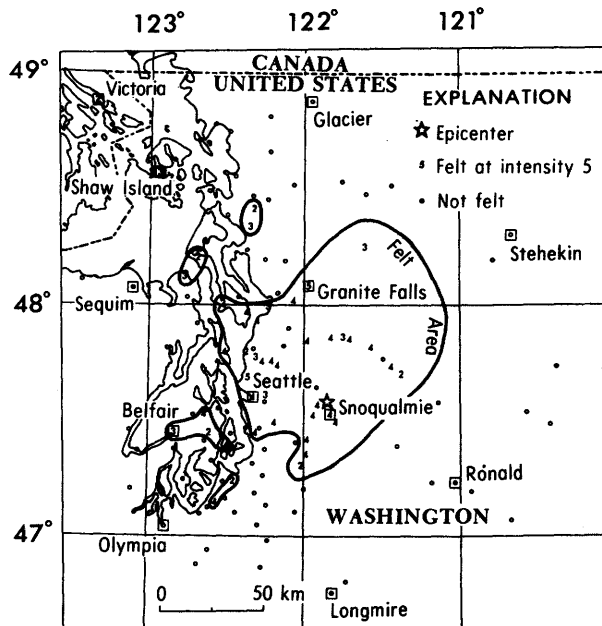 123° 122° 121°
49°
CANADA
UNITED STATES
Victoria
Glacier
EXPLANATION
Epicenter
5 Felt at intensity 5
Not felt
Shaw Island
Stehekin
Felt
Area
48°
Sequim
Granite Falls
Seattle
Belfair
Snoqualmie
Ronald
47°
WASHINGTON
Olympia
0 50 km
Longmire